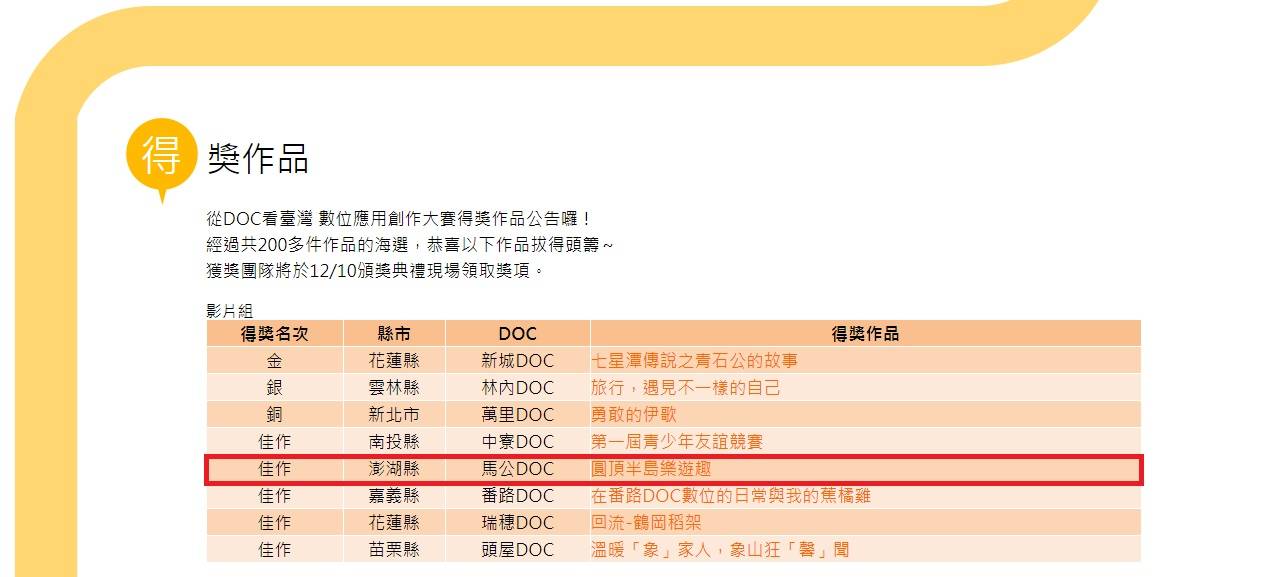 得獎作品
從DOC看臺灣 數位應用創作大賽得獎作品公告囉！
經過共200多件作品的海選，恭喜以下作品拔得頭籌～
獲獎團隊將於12/10頒獎典禮現場領取獎項。
影片組
得獎名次 縣市 DOC 得獎作品
金 花蓮縣 新城DOC 七星潭傳說之青石公的故事
銀 雲林縣 林內DOC 旅行，遇見不一樣的自己
銅 新北市 萬里DOC 勇敢的伊歌
佳作 南投縣 中寮DOC 第一屆青少年友誼競賽
佳作 澎湖縣 馬公DOC 圓頂半島樂遊趣
佳作 嘉義縣 番路DOC 在番路DOC數位的日常與我的蕉橘雞
佳作 花蓮縣 瑞穗DOC 回流-鶴岡稻架
佳作 苗栗縣 頭屋DOC 溫暖「象」家人，象山狂「馨」聞